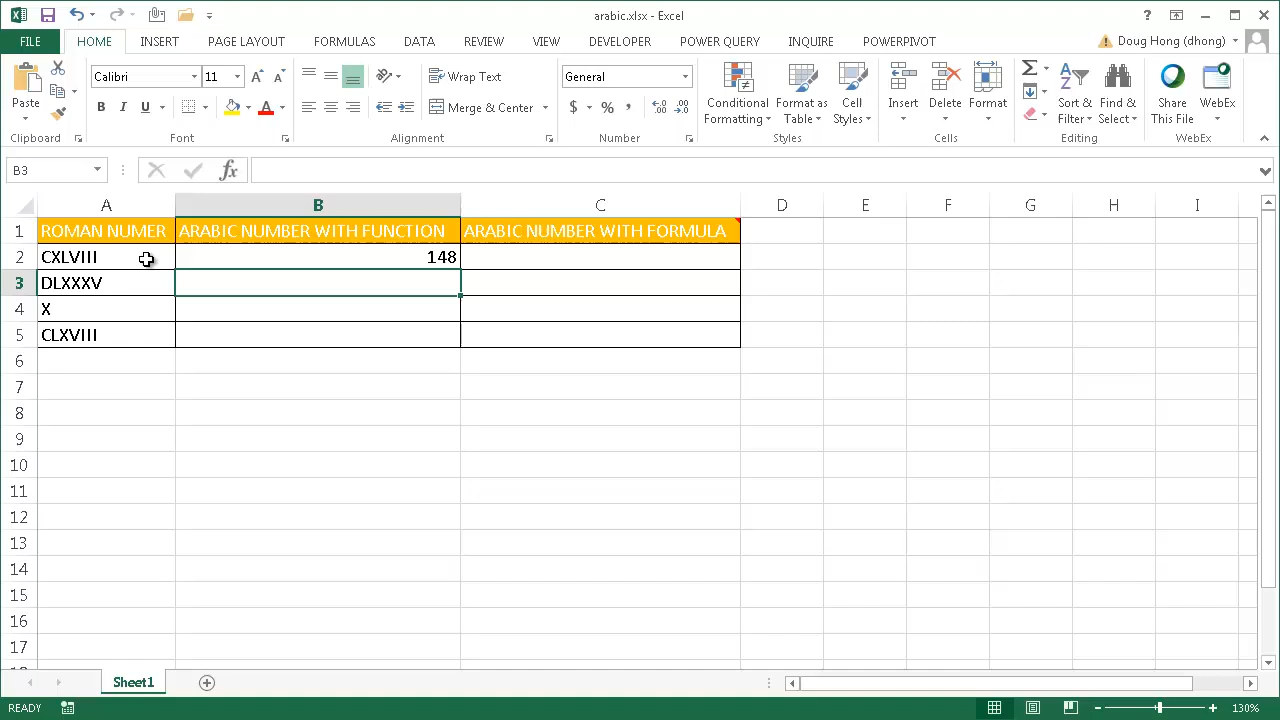 arabic.xlsx - Excel
FILE HOME INSERT PAGE LAYOUT FORMULAS DATA REVIEW VIEW DEVELOPER POWERPIVOT INQUIRE POWERPIVOT Doug Hong (dhong)
Paste
Calibri 11
B I U A
Wrap Text
Merge & Center
General
$ % ,
Conditional Formatting
Format as Table
Cell Styles
Insert Delete Format
Sort & Filter
Find & Select
Share This File
WebEx
Clipboard Font Alignment Number Styles Cells Editing WebEx
B3 fx
A B C D E F G H I
1 ROMAN NUMER ARABIC NUMBER WITH FUNCTION ARABIC NUMBER WITH FORMULA
2 CXLVIII 148
3 DLXXXV
4 X
5 CLXVIII
6
7
8
9
10
11
12
13
14
15
16
17
Sheet1
READY 130%